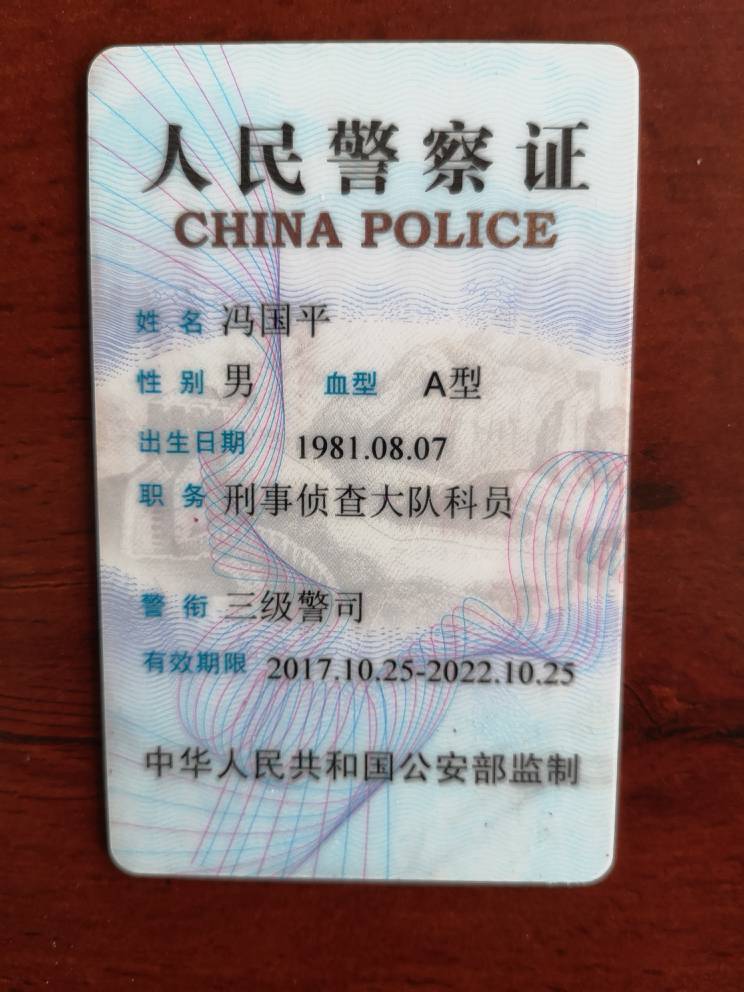 人民警察证
CHINA POLICE
姓名 冯国平
性别 男 血型 A型
出生日期 1981.08.07
职务 刑事侦查大队科员
警衔 三级警司
有效期限 2017.10.25-2022.10.25
中华人民共和国公安部监制